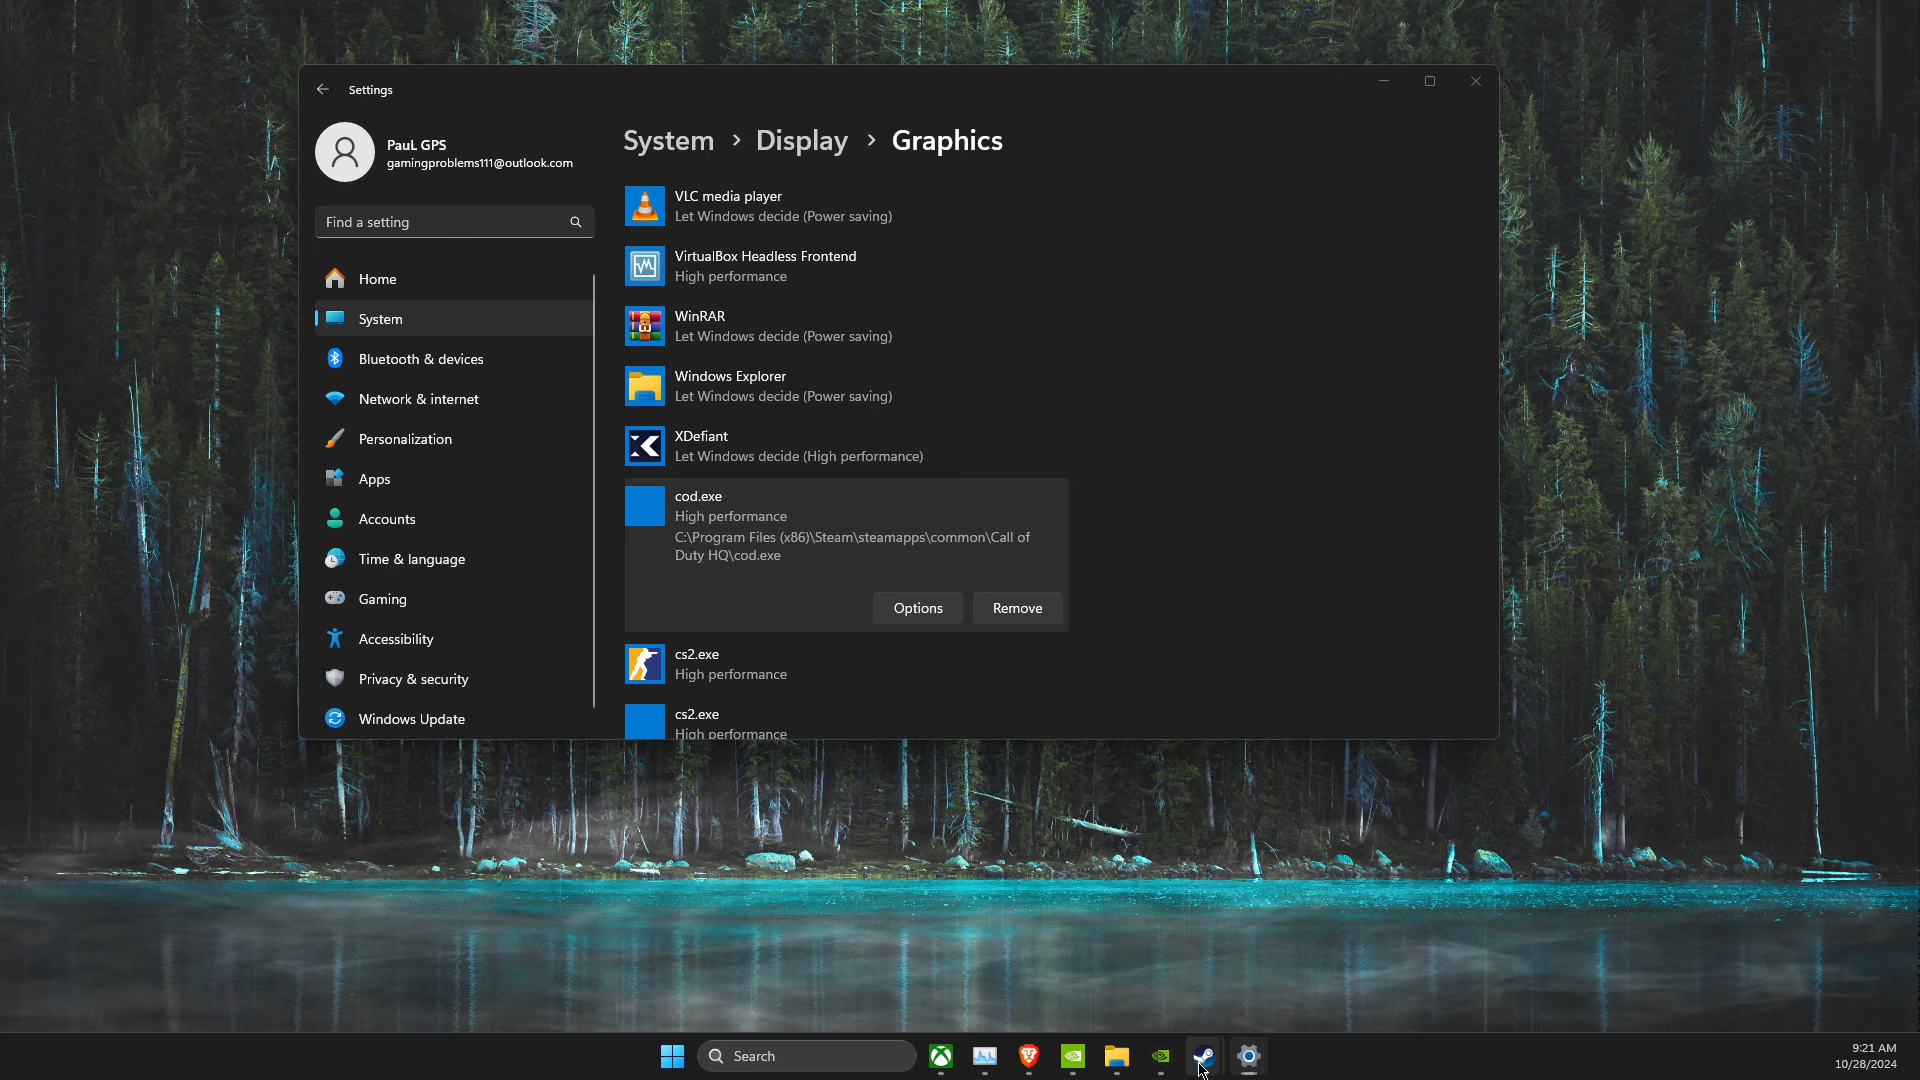 Settings
PauL GPS
gamingproblems111@outlook.com
Find a setting
Home
System
Bluetooth & devices
Network & internet
Personalization
Apps
Accounts
Time & language
Gaming
Accessibility
Privacy & security
Windows Update
System > Display > Graphics
VLC media player
Let Windows decide (Power saving)
VirtualBox Headless Frontend
High performance
WinRAR
Let Windows decide (Power saving)
Windows Explorer
Let Windows decide (Power saving)
XDefiant
Let Windows decide (High performance)
cod.exe
High performance
C:\Program Files (x86)\Steam\steamapps\common\Call of
Duty HQ\cod.exe
Options Remove
cs2.exe
High performance
cs2.exe
High performance
Search
9:21 AM
10/28/2024